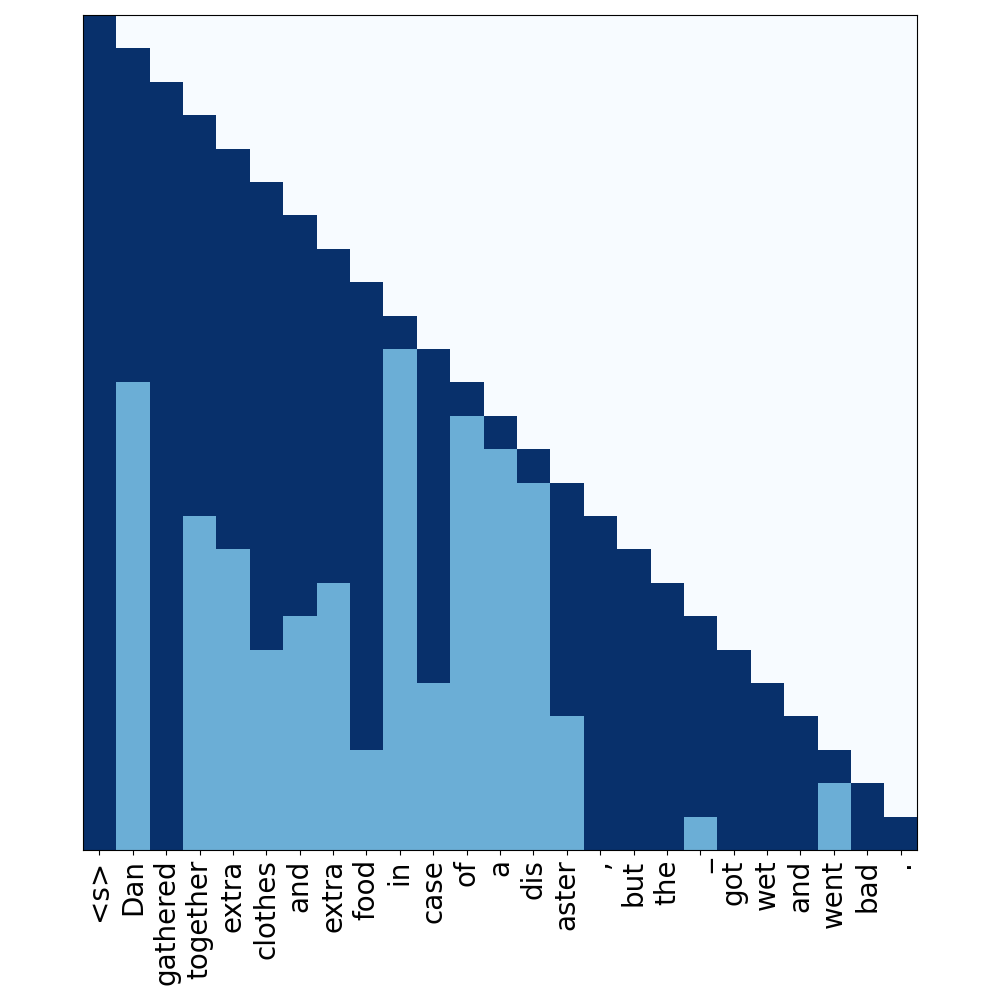 <s>
Dan
gathered
together
extra
clothes
and
extra
food
in
case
of
a
dis
aster
,
but
the
_
got
wet
and
went
bad
.